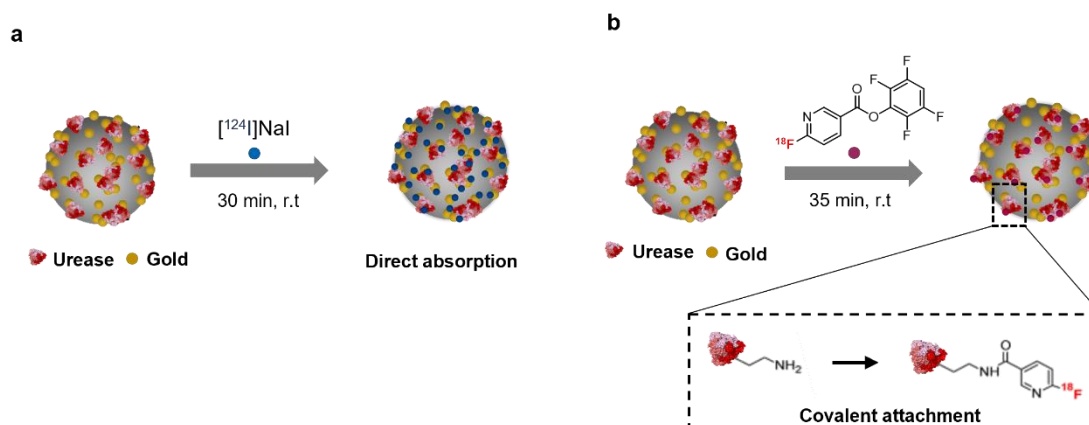 a
[¹²⁴I]NaI
30 min, r.t
Urease
Gold
Direct absorption
b
F
F
O
N
O
F
F
¹⁸F
35 min, r.t
Urease
Gold
NH₂
O
NH
N
¹⁸F
Covalent attachment